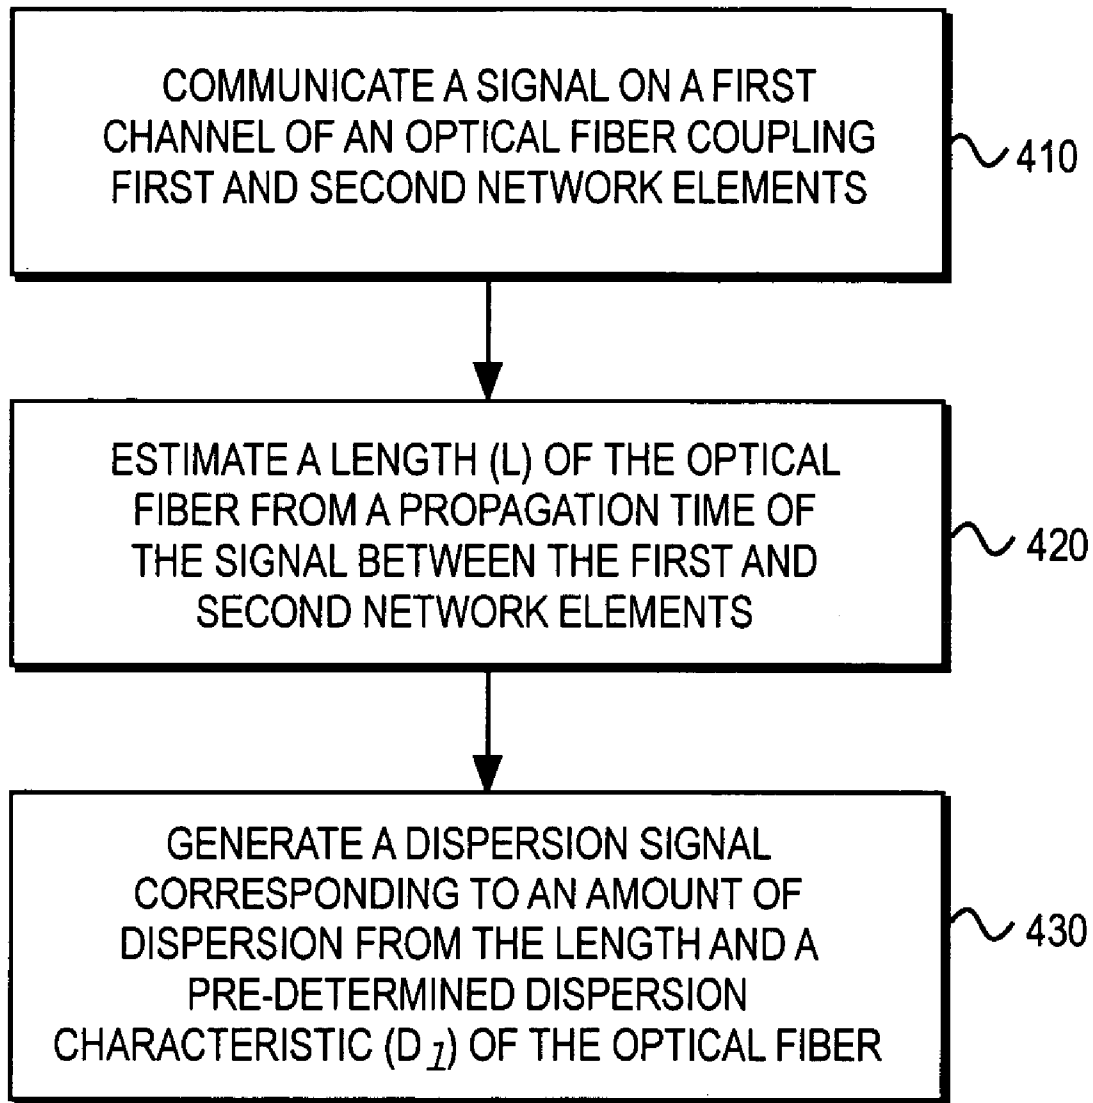 COMMUNICATE A SIGNAL ON A FIRST
CHANNEL OF AN OPTICAL FIBER COUPLING
FIRST AND SECOND NETWORK ELEMENTS
410
ESTIMATE A LENGTH (L) OF THE OPTICAL
FIBER FROM A PROPAGATION TIME OF
THE SIGNAL BETWEEN THE FIRST AND
SECOND NETWORK ELEMENTS
420
GENERATE A DISPERSION SIGNAL
CORRESPONDING TO AN AMOUNT OF
DISPERSION FROM THE LENGTH AND A
PRE-DETERMINED DISPERSION
CHARACTERISTIC (D1) OF THE OPTICAL FIBER
430